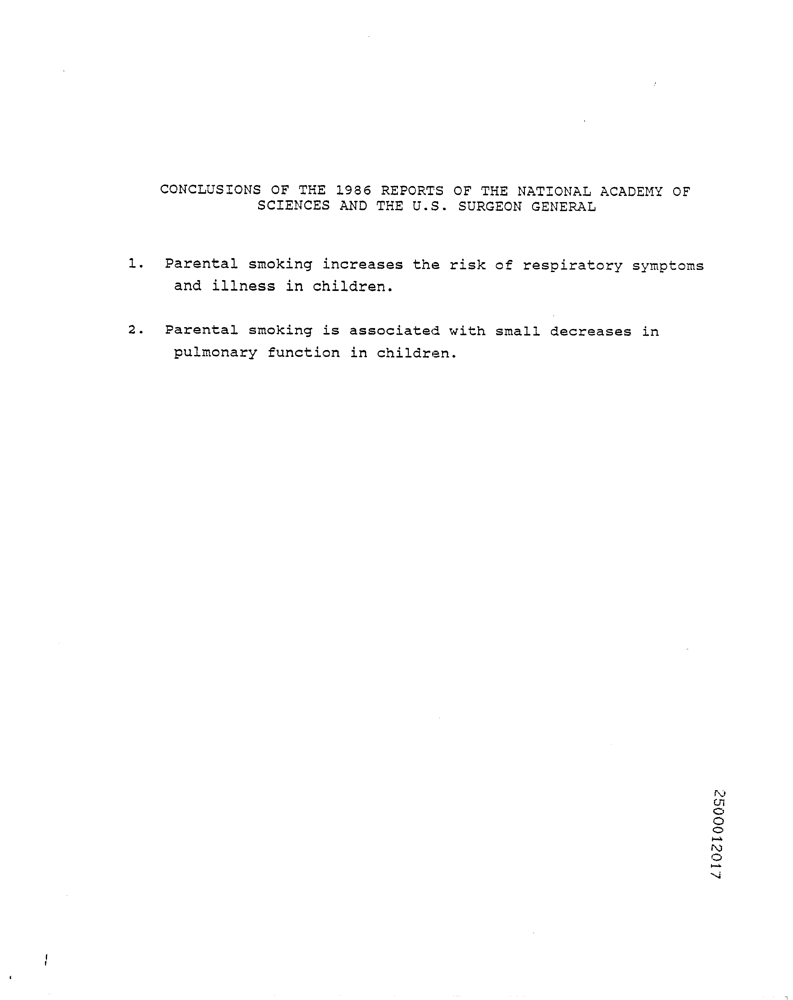 CONCLUSIONS OF THE 1986 REPORTS OF THE NATIONAL ACADEMY OF
SCIENCES AND THE U.S. SURGEON GENERAL
1. Parental smoking increases the risk of respiratory symptoms
and illness in children.
2. Parental smoking is associated with small decreases in
pulmonary function in children.
2500012017